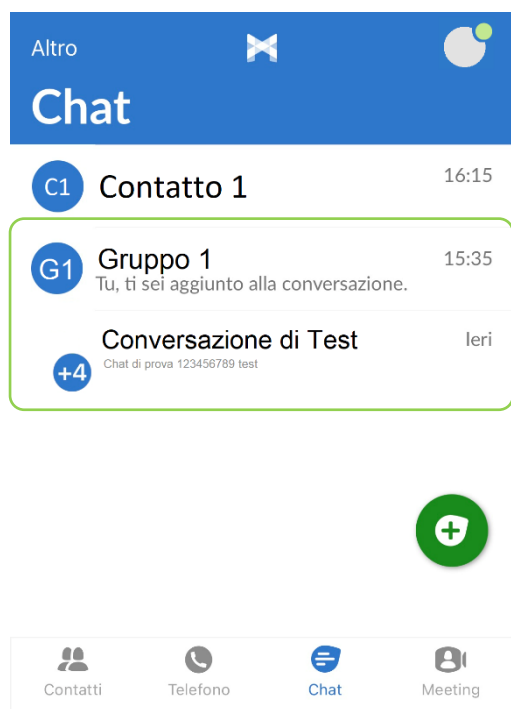 Altro
Chat
C1
Contatto 1
16:15
G1
Gruppo 1
15:35
Tu, ti sei aggiunto alla conversazione.
Conversazione di Test
Ieri
+4
Chat di prova 123456789 test
Contatti
Telefono
Chat
Meeting